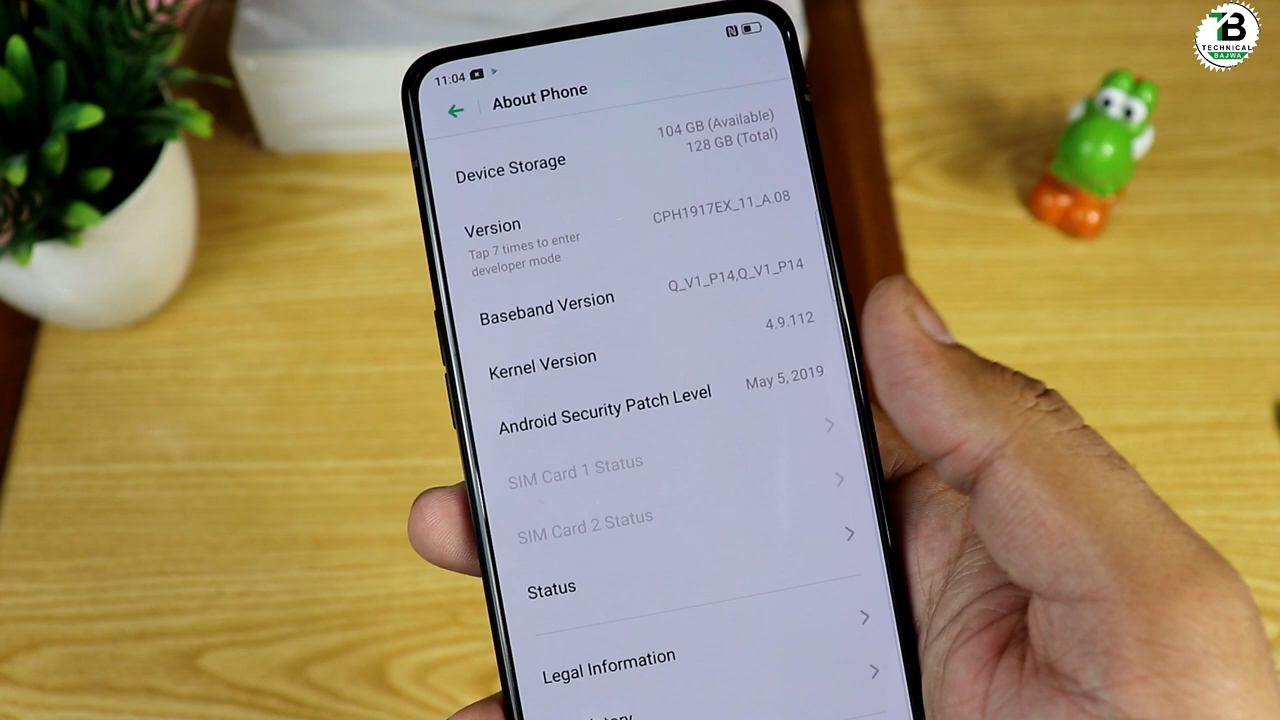 7B
TECHNICAL
BAJWA
11:04
About Phone
Device Storage
104 GB (Available)
128 GB (Total)
Version
CPH1917EX_11_A.08
Tap 7 times to enter
developer mode
Baseband Version
Q_V1_P14,Q_V1_P14
Kernel Version
4.9.112
Android Security Patch Level
May 5, 2019
SIM Card 1 Status
SIM Card 2 Status
Status
Legal Information